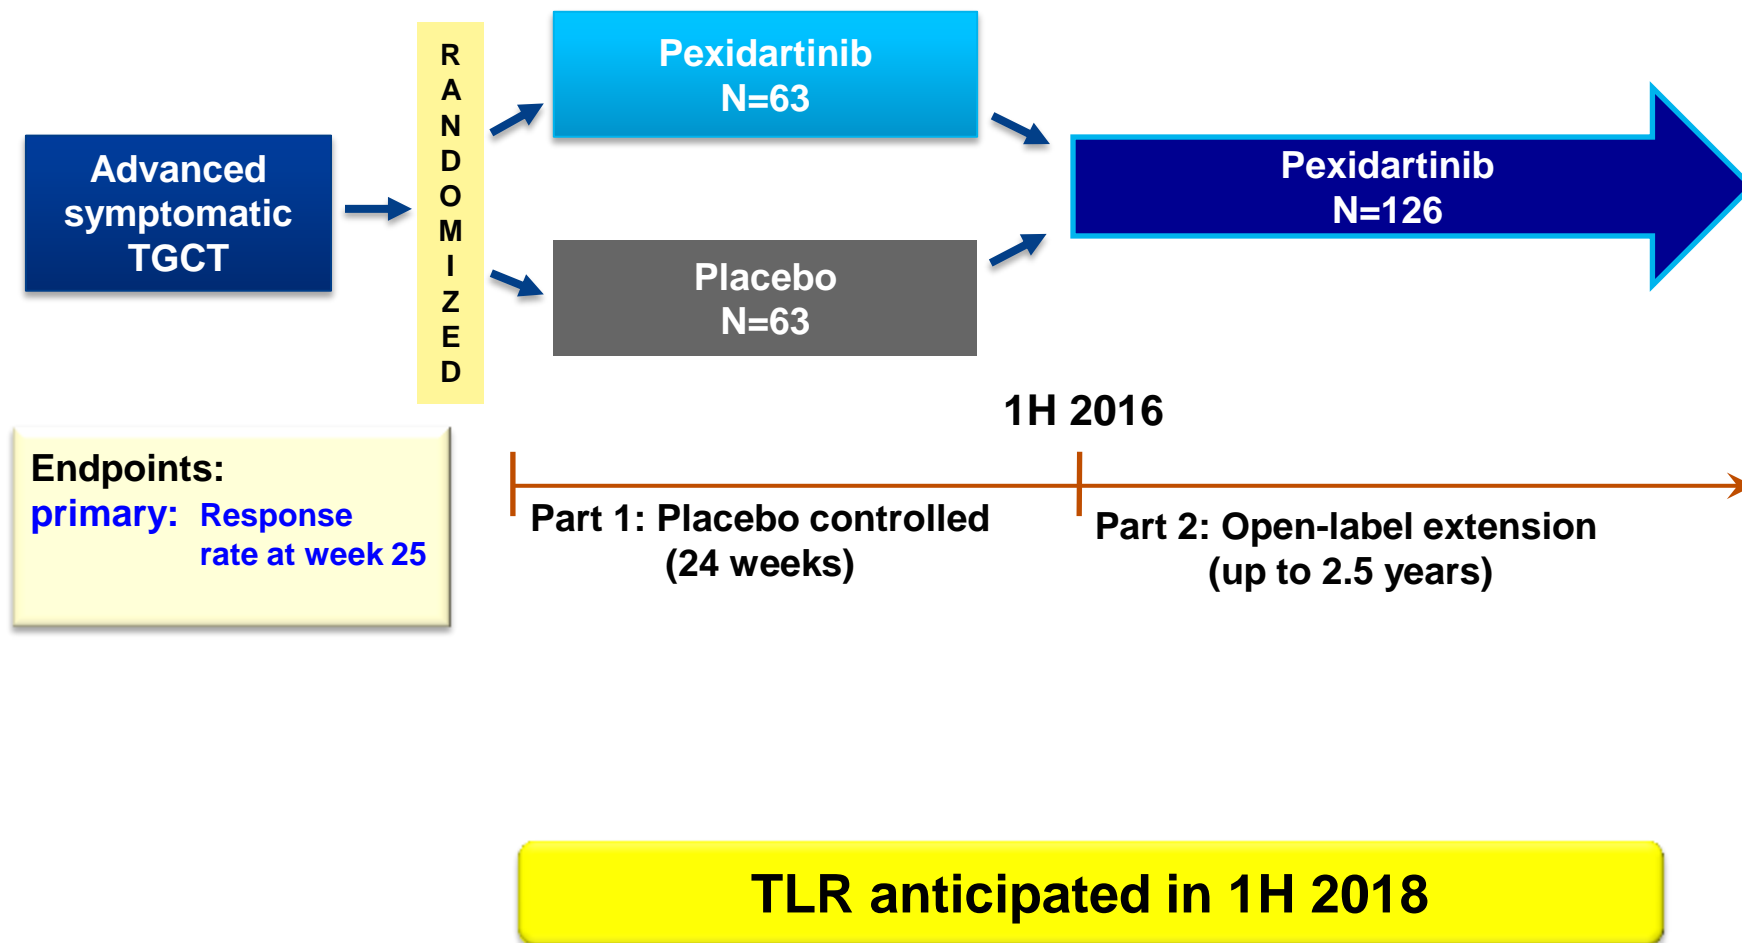 Advanced
symptomatic
TGCT
R
A
N
D
O
M
I
Z
E
D
Pexidartinib
N=63
Placebo
N=63
Pexidartinib
N=126
Endpoints:
primary: Response
rate at week 25
1H 2016
Part 1: Placebo controlled
(24 weeks)
Part 2: Open-label extension
(up to 2.5 years)
TLR anticipated in 1H 2018